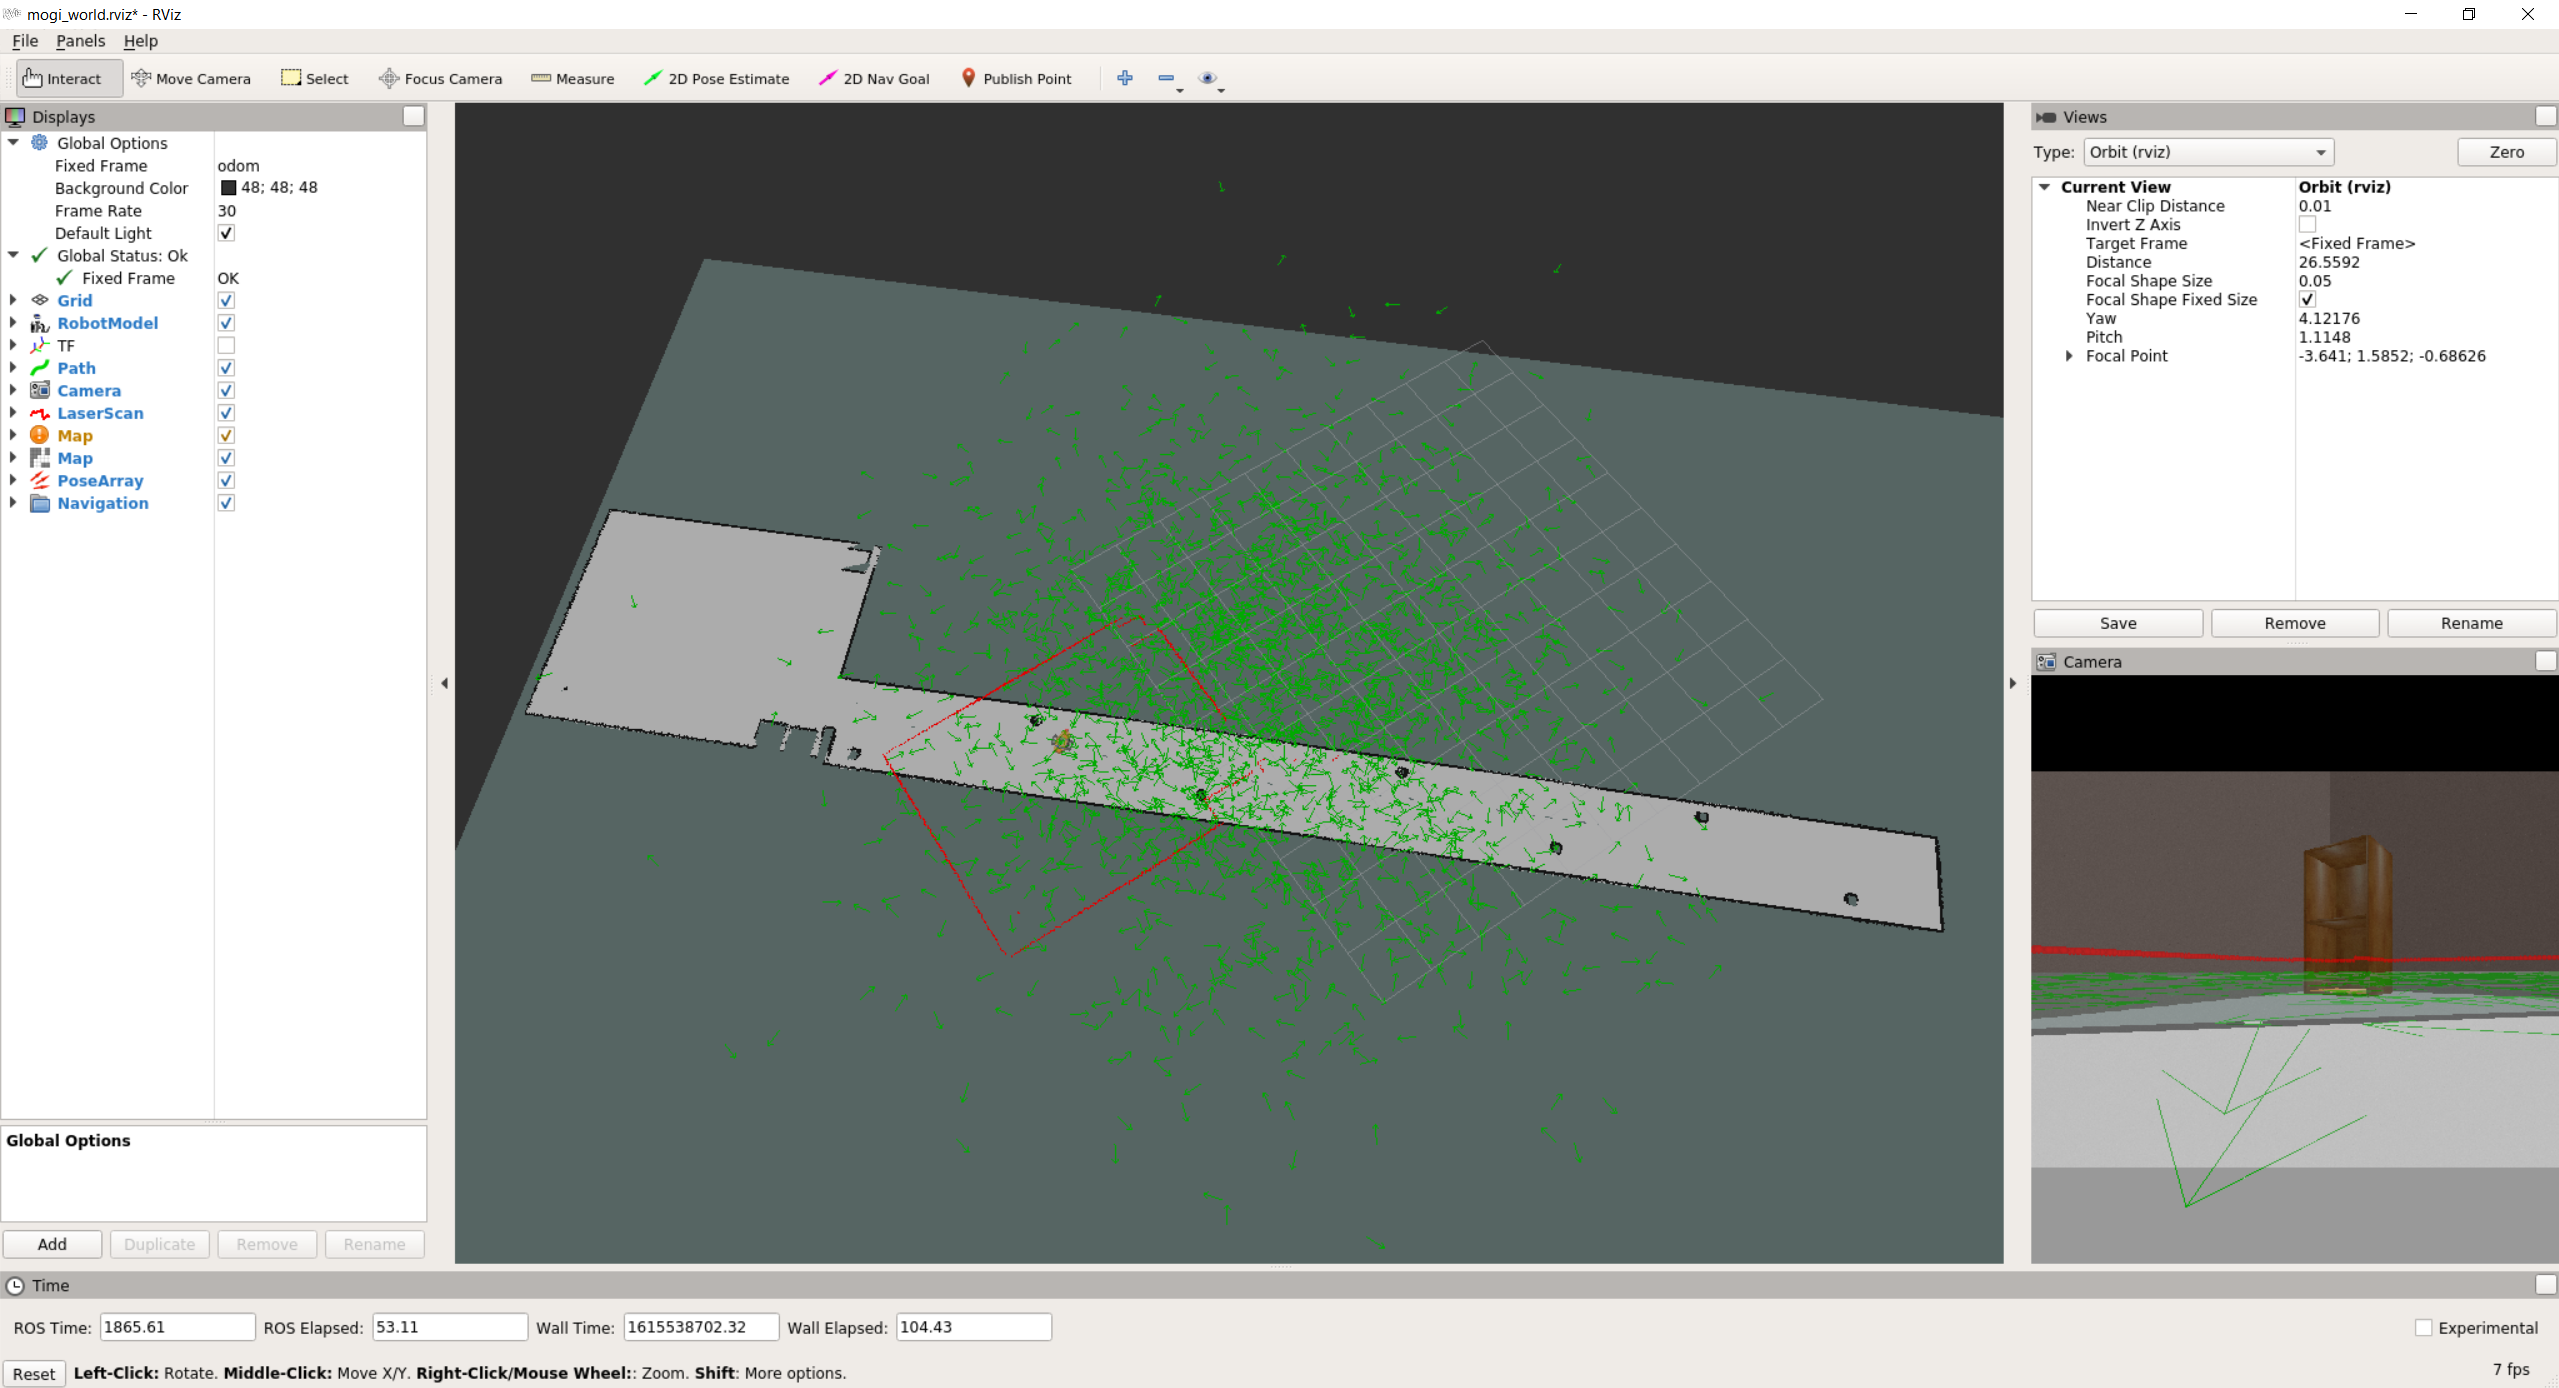 mogi_world.rviz* - RViz
File Panels Help
Interact Move Camera Select Focus Camera Measure 2D Pose Estimate 2D Nav Goal Publish Point
Displays
Global Options
Fixed Frame odom
Background Color 48; 48; 48
Frame Rate 30
Default Light
Global Status: Ok
Fixed Frame OK
Grid
RobotModel
TF
Path
Camera
LaserScan
Map
Map
PoseArray
Navigation
Global Options
Add Duplicate Remove Rename
Views
Type: Orbit (rviz) Zero
Current View Orbit (rviz)
Near Clip Distance 0.01
Invert Z Axis
Target Frame <Fixed Frame>
Distance 26.5592
Focal Shape Size 0.05
Focal Shape Fixed Size
Yaw 4.12176
Pitch 1.1148
Focal Point -3.641; 1.5852; -0.68626
Save Remove Rename
Camera
Time
ROS Time: 1865.61 ROS Elapsed: 53.11 Wall Time: 1615538702.32 Wall Elapsed: 104.43 Experimental
Reset Left-Click: Rotate. Middle-Click: Move X/Y. Right-Click/Mouse Wheel:: Zoom. Shift: More options. 7 fps